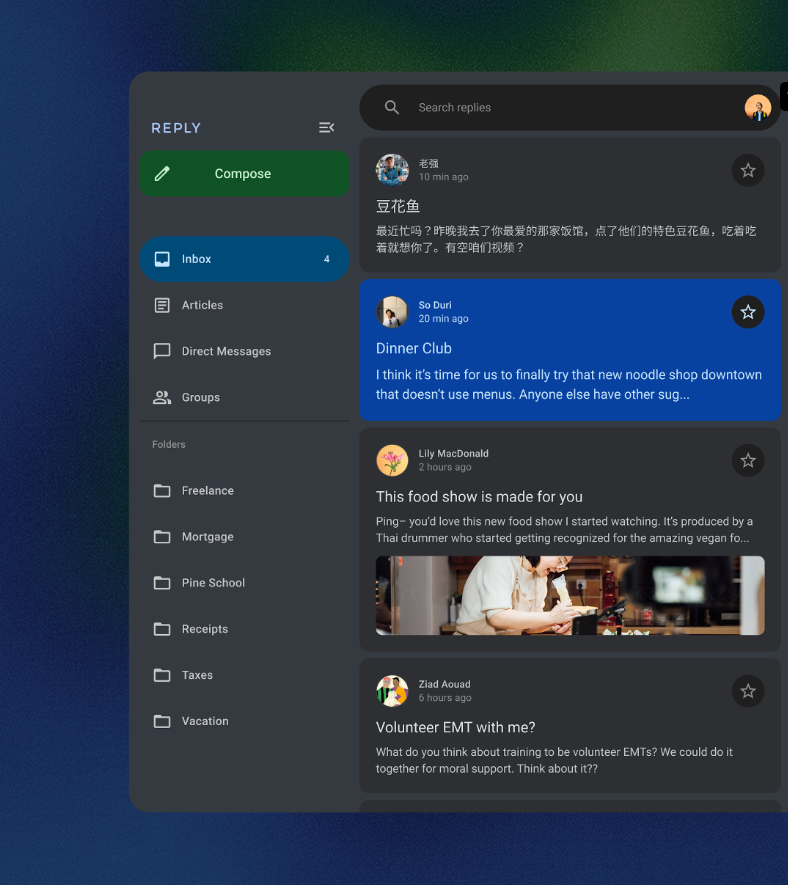 REPLY
Compose
Inbox 4
Articles
Direct Messages
Groups
Folders
Freelance
Mortgage
Pine School
Receipts
Taxes
Vacation
Search replies
老强
10 min ago
豆花鱼
最近忙吗？昨晚我去了你最爱的那家饭馆，点了他们的特色豆花鱼，吃着吃
着就想你了。有空咱们视频？
So Duri
20 min ago
Dinner Club
I think it’s time for us to finally try that new noodle shop downtown
that doesn’t use menus. Anyone else have other sug...
Lily MacDonald
2 hours ago
This food show is made for you
Ping– you’d love this new food show I started watching. It’s produced by a
Thai drummer who started getting recognized for the amazing vegan fo...
Ziad Aouad
6 hours ago
Volunteer EMT with me?
What do you think about training to be volunteer EMTs? We could do it
together for moral support. Think about it??